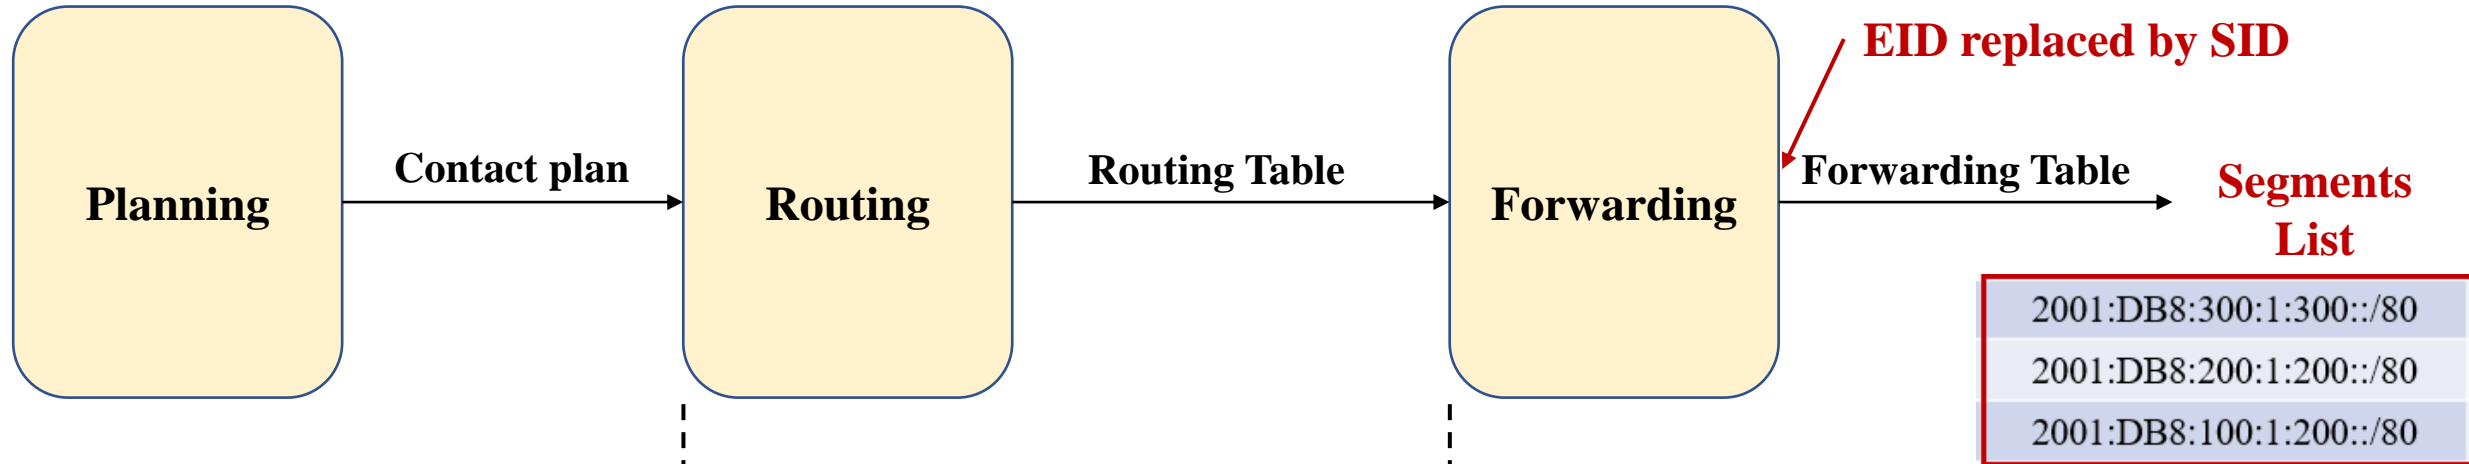 EID replaced by SID
Planning
Contact plan
Routing
Routing Table
Forwarding
Forwarding Table
Segments
List
2001:DB8:300:1:300::/80
2001:DB8:200:1:200::/80
2001:DB8:100:1:200::/80